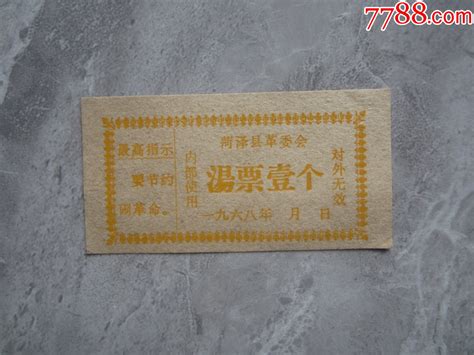 7788.com
最高指示
要节约
闹革命。
菏泽县革委会
内部使用
湯票壹个
对外无效
一九六八年 月 日